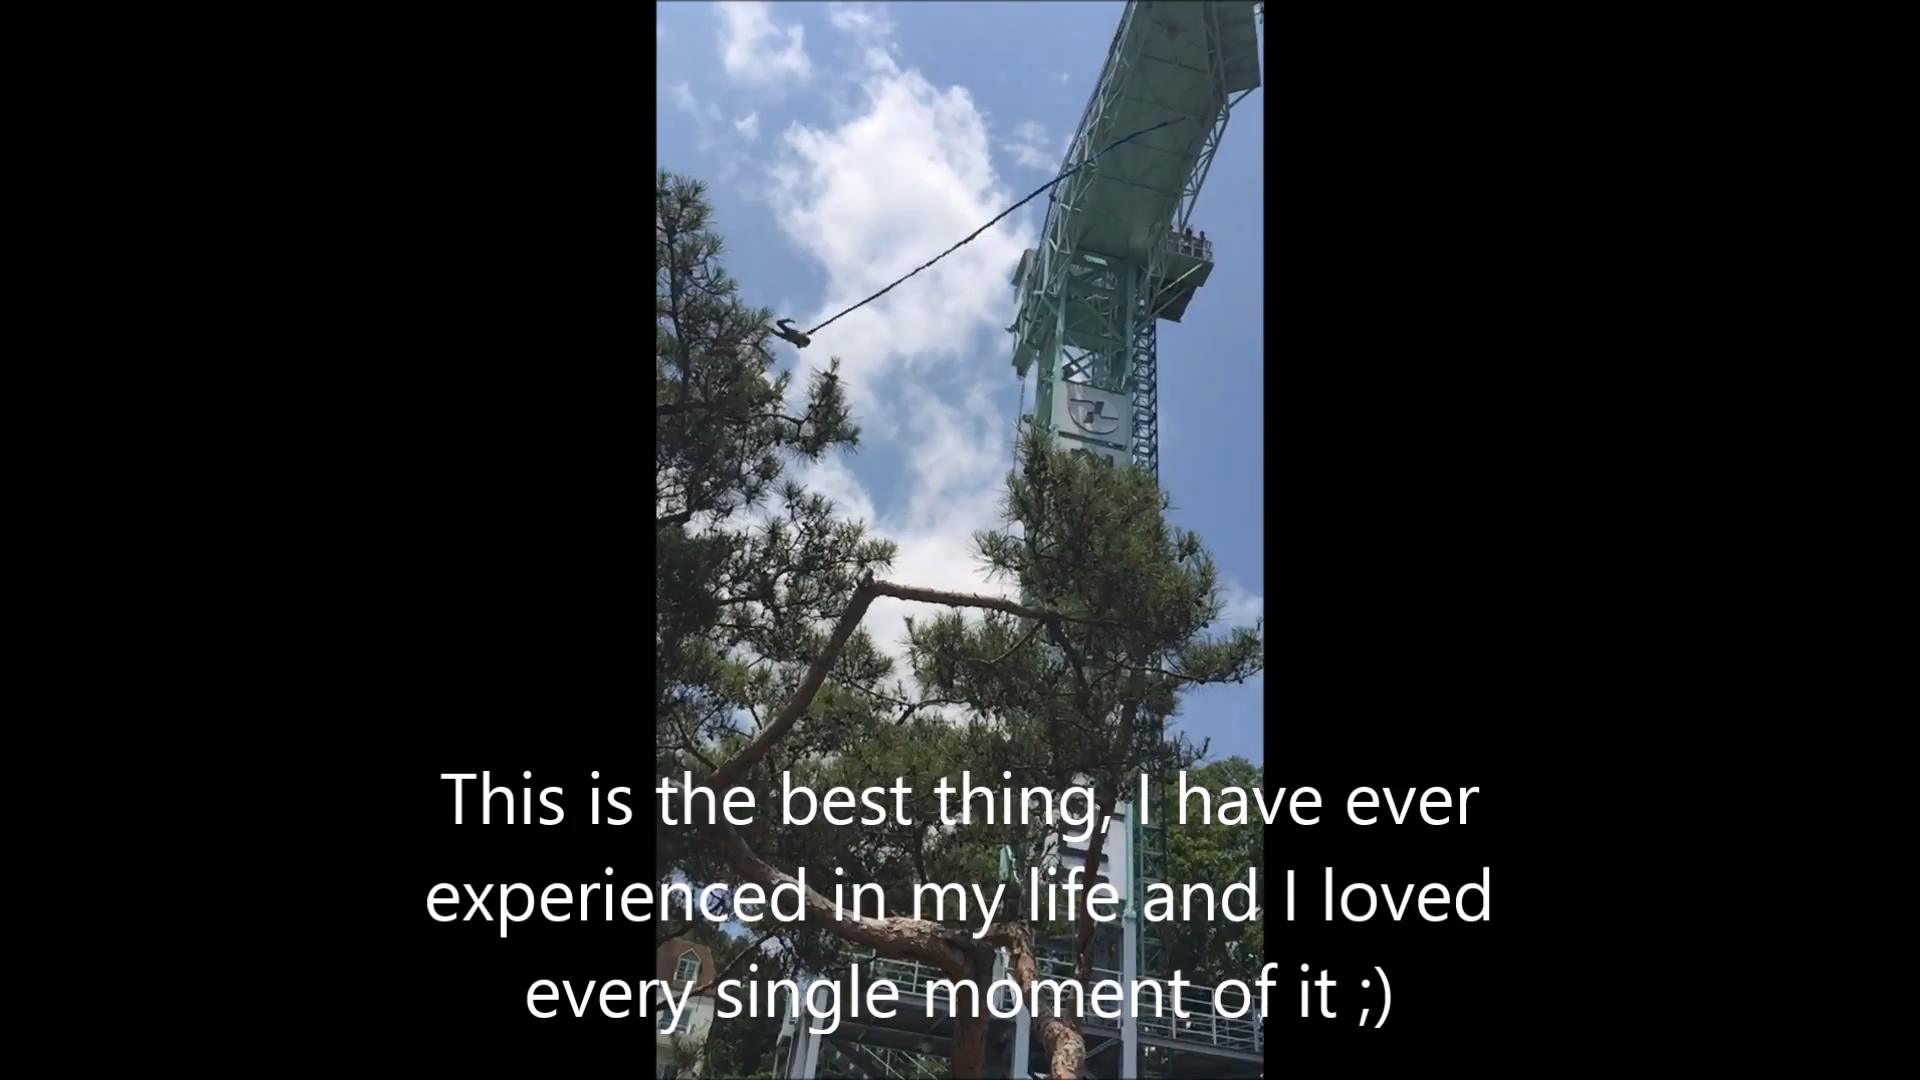 This is the best thing, I have ever
experienced in my life and I loved
every single moment of it ;)